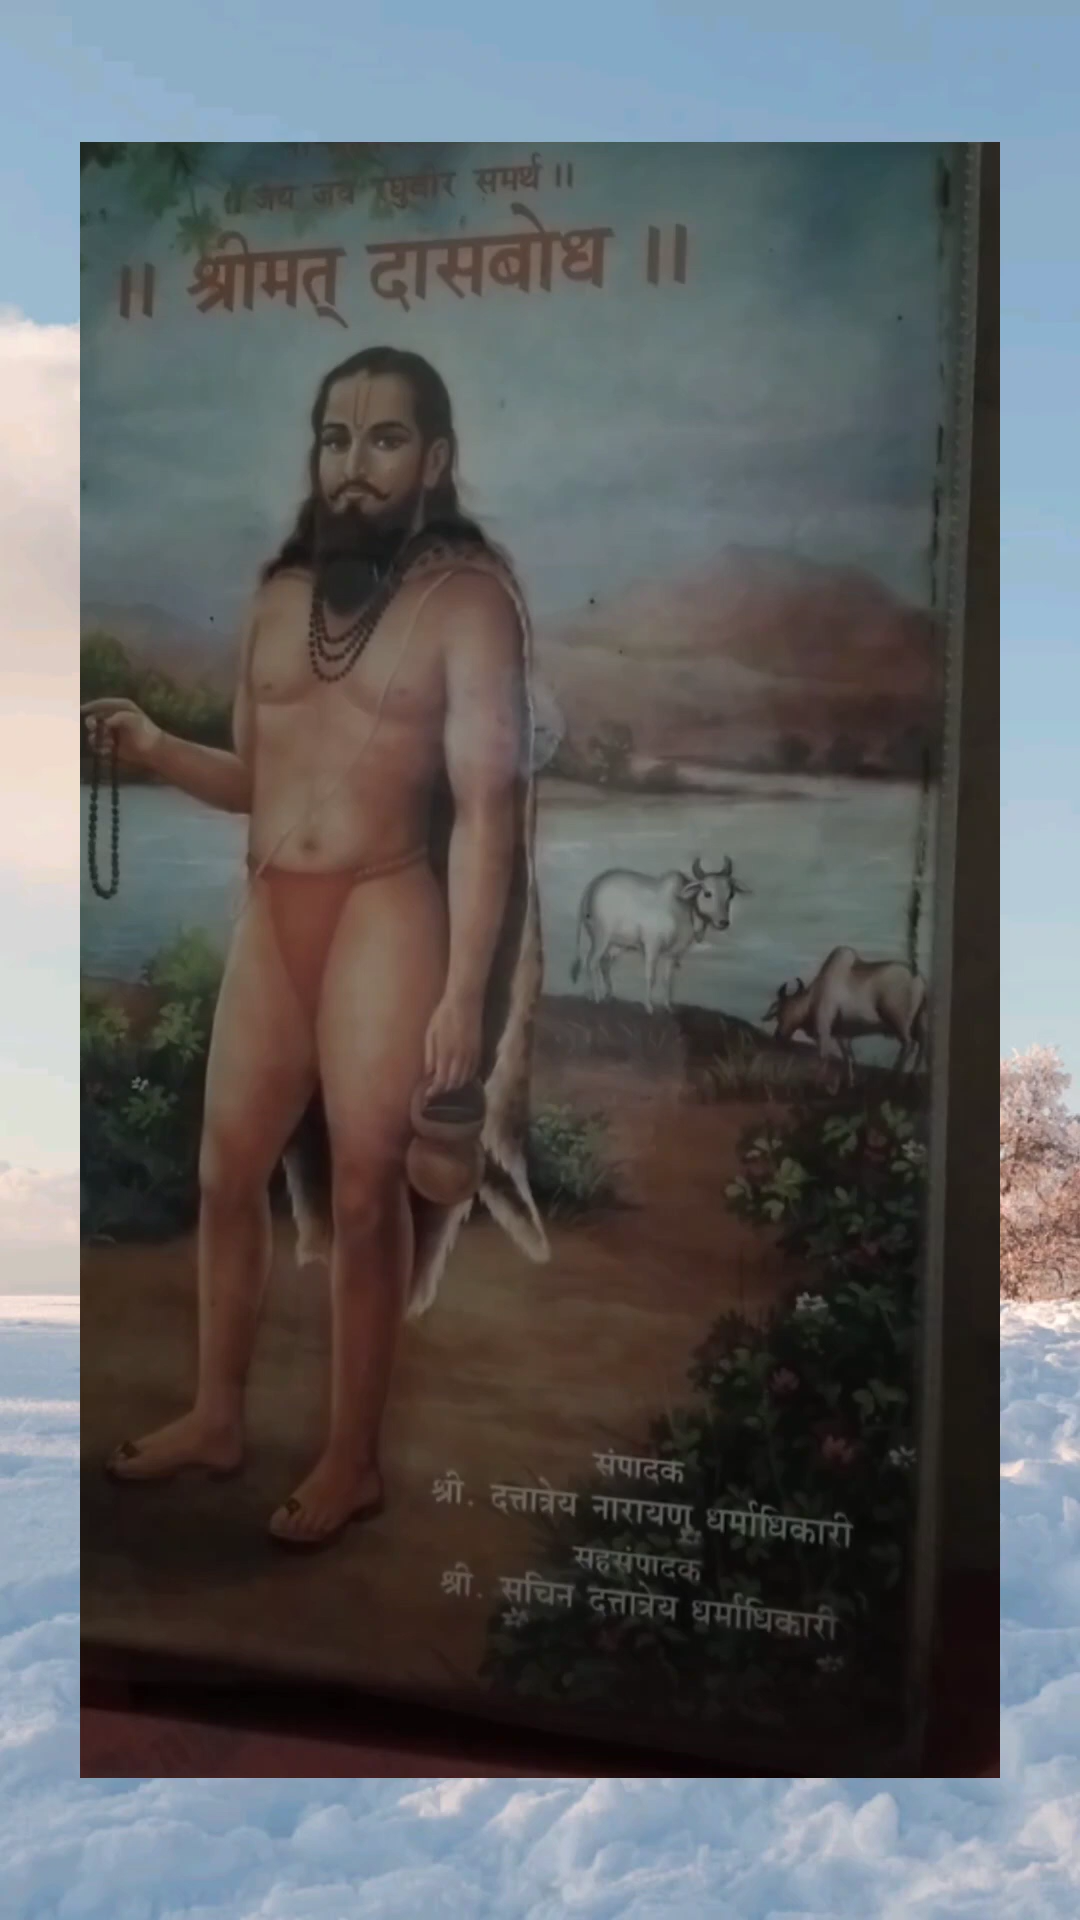 ।। जय जय रघुवीर समर्थ ।।
।। श्रीमत् दासबोध ।।
संपादक
श्री. दत्तात्रेय नारायण धर्माधिकारी
सहसंपादक
श्री. सचिन दत्तात्रेय धर्माधिकारी